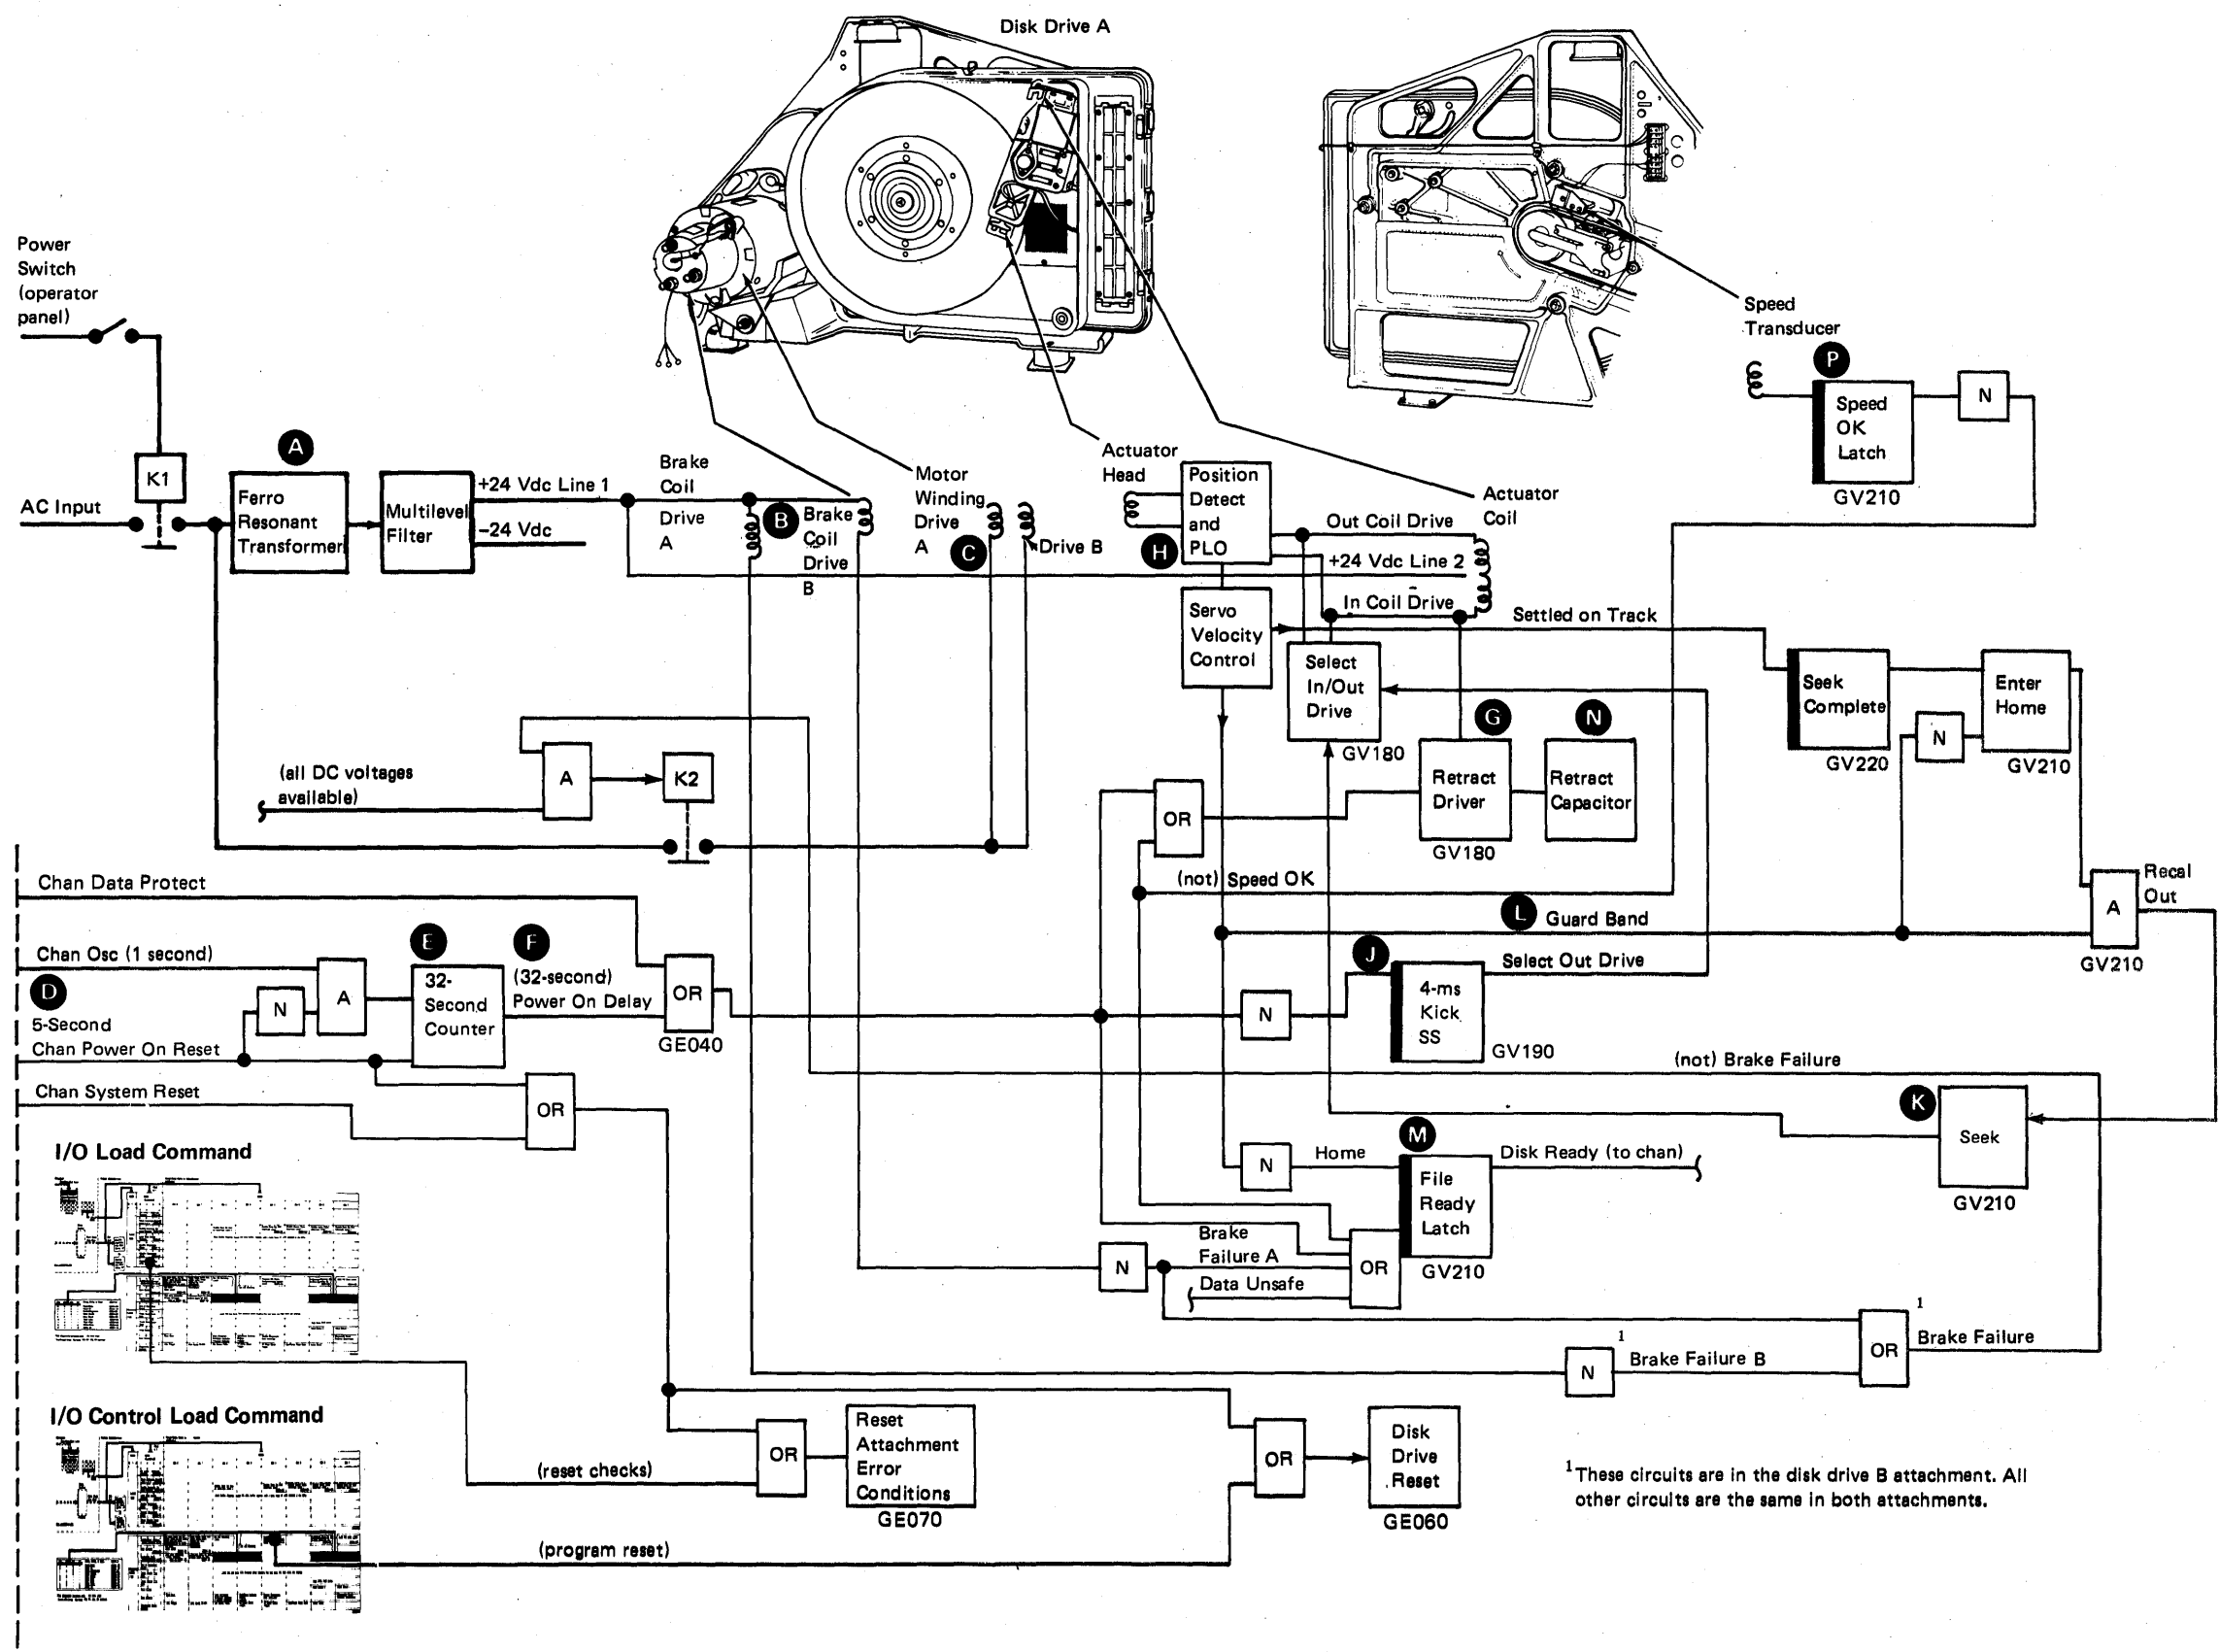 Disk Drive A
Power
Switch
(operator
panel)
Speed
Transducer
P
Speed
OK
Latch
N
GV210
K1
AC Input
A
Ferro
Resonant
Transformer
Multilevel
Filter
+24 Vdc Line 1
−24 Vdc
Brake
Coil
Drive
A
B
Brake
Coil
Drive
B
Motor
Winding
Drive
A
C
Drive B
Actuator
Head
H
Position
Detect
and
PLO
Actuator
Coil
Out Coil Drive
+24 Vdc Line 2
In Coil Drive
Servo
Velocity
Control
Settled on Track
Select
In/Out
Drive
GV180
Seek
Complete
GV220
N
Enter
Home
GV210
(all DC voltages
available)
A
K2
OR
G
Retract
Driver
GV180
N
Retract
Capacitor
(not) Speed OK
L
Guard Band
A
GV210
Recal
Out
Chan Data Protect
Chan Osc (1 second)
D
5-Second
Chan Power On Reset
Chan System Reset
N
A
E
32-
Second
Counter
F
(32-second)
Power On Delay
OR
GE040
OR
N
J
4-ms
Kick
SS
GV190
Select Out Drive
(not) Brake Failure
K
Seek
GV210
N
Home
M
File
Ready
Latch
GV210
Disk Ready (to chan)
N
Brake
Failure A
Data Unsafe
OR
N
1
Brake Failure B
OR
1
Brake Failure
I/O Load Command
I/O Control Load Command
(reset checks)
OR
Reset
Attachment
Error
Conditions
GE070
(program reset)
OR
Disk
Drive
Reset
GE060
1 These circuits are in the disk drive B attachment. All
other circuits are the same in both attachments.